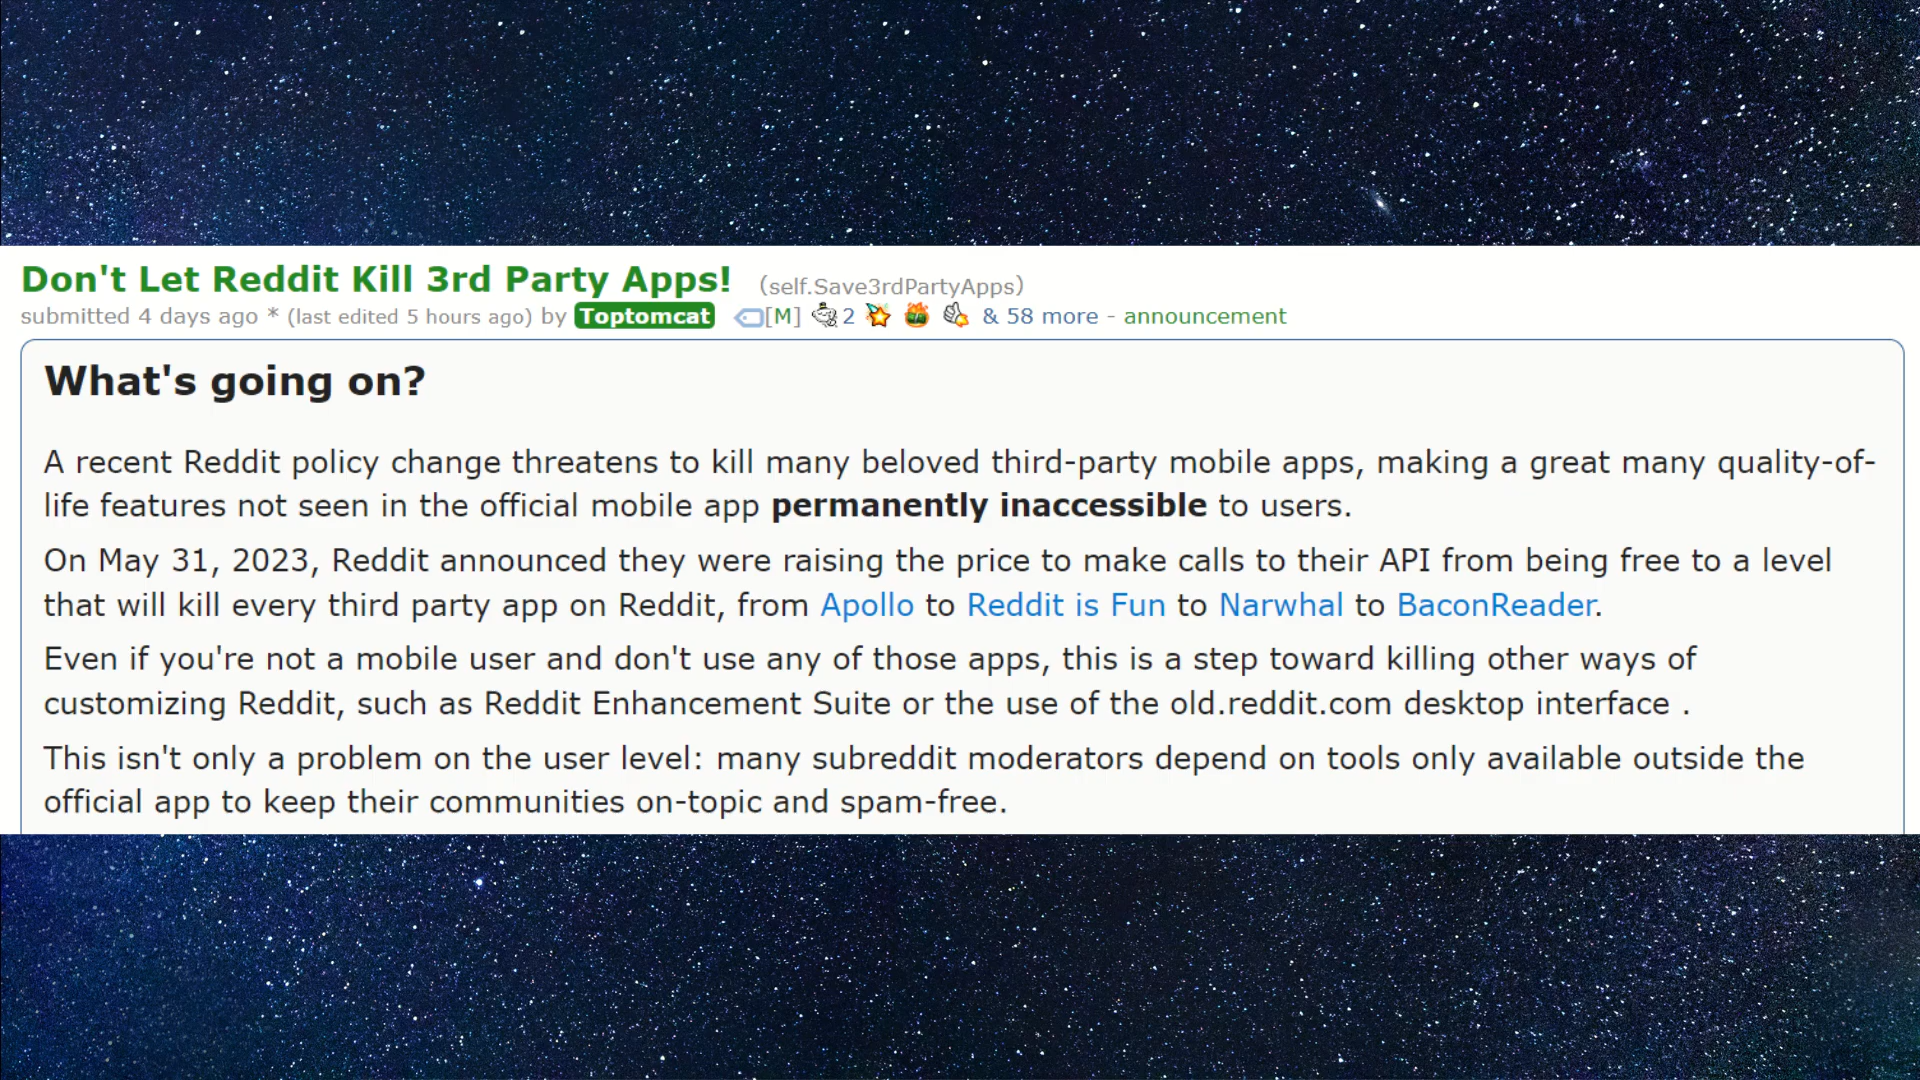 Don't Let Reddit Kill 3rd Party Apps! (self.Save3rdPartyApps)
submitted 4 days ago * (last edited 5 hours ago) by Toptomcat [M] 2 & 58 more - announcement
What's going on?
A recent Reddit policy change threatens to kill many beloved third-party mobile apps, making a great many quality-of-
life features not seen in the official mobile app permanently inaccessible to users.
On May 31, 2023, Reddit announced they were raising the price to make calls to their API from being free to a level
that will kill every third party app on Reddit, from Apollo to Reddit is Fun to Narwhal to BaconReader.
Even if you're not a mobile user and don't use any of those apps, this is a step toward killing other ways of
customizing Reddit, such as Reddit Enhancement Suite or the use of the old.reddit.com desktop interface .
This isn't only a problem on the user level: many subreddit moderators depend on tools only available outside the
official app to keep their communities on-topic and spam-free.